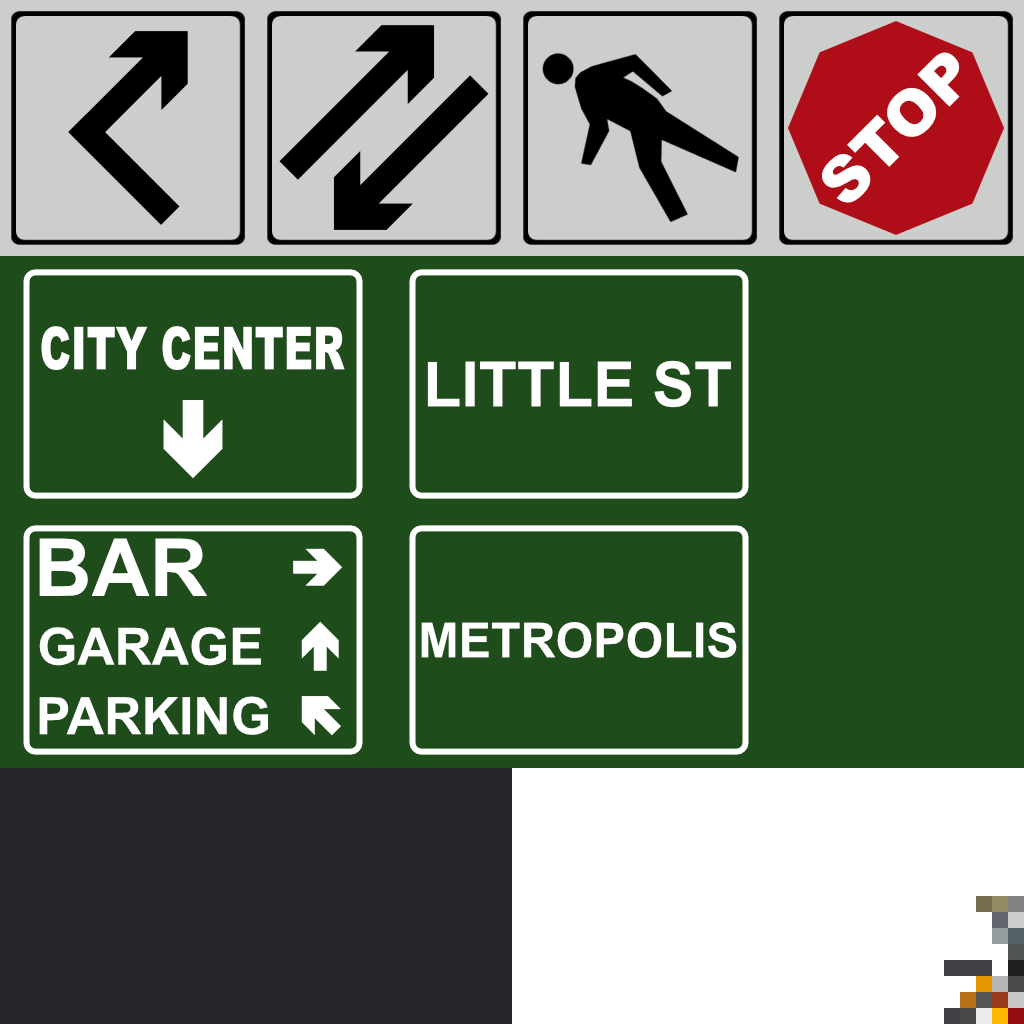 STOP
CITY CENTER
LITTLE ST
BAR
GARAGE
PARKING
METROPOLIS